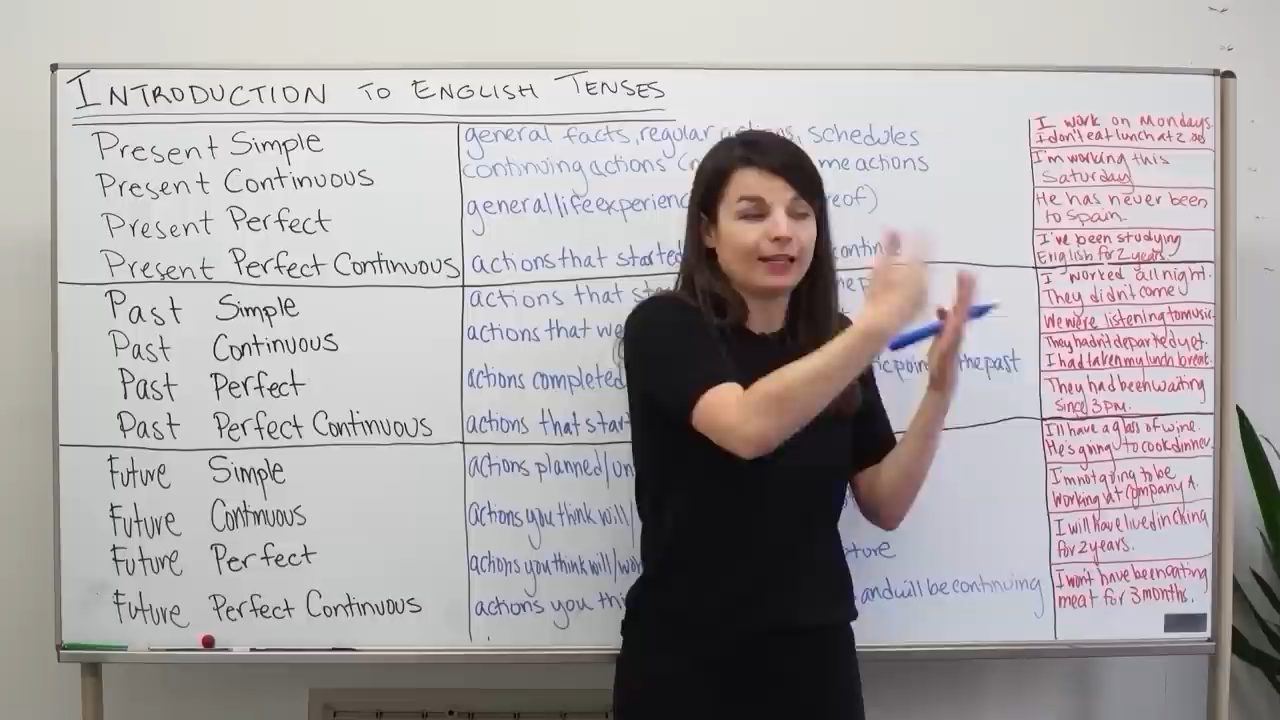 INTRODUCTION TO ENGLISH TENSES
Present Simple
Present Continuous
Present Perfect
Present Perfect Continuous
Past Simple
Past Continuous
Past Perfect
Past Perfect Continuous
Future Simple
Future Continuous
Future Perfect
Future Perfect Continuous
general facts, regular actions, schedules
continuing actions me actions
general life experien reof)
actions that started contin
actions that
actions that we
actions completed point the past
actions that start
actions planned/un
actions you think will/
actions you think will/wo ture
actions you thi and will be continuing
I work on Mondays.
I don't eat lunch at 2
I'm working this
Saturday
He has never been
to Spain.
I've been studying
English for 2 years
I worked all night.
They didn't come
We were listening to music
They hadn't departed yet.
I had taken my lunch break.
They had been waiting
since 3 PM.
I'll have a glass of wine.
He's going to cook dinner
I'm not going to be
working at Company A.
I will have lived in China
for 2 years.
I won't have been eating
meat for 3 months.